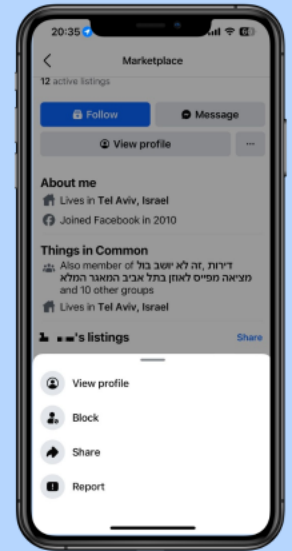 20:35
Marketplace
12 active listings
Follow
Message
View profile
...
About me
Lives in Tel Aviv, Israel
Joined Facebook in 2010
Things in Common
Also member of דירות ,זה לא יושב בול
מציאה מפייס לאוזן בתל אביב המאגר המלא
and 10 other groups
Lives in Tel Aviv, Israel
's listings
Share
View profile
Block
Share
Report